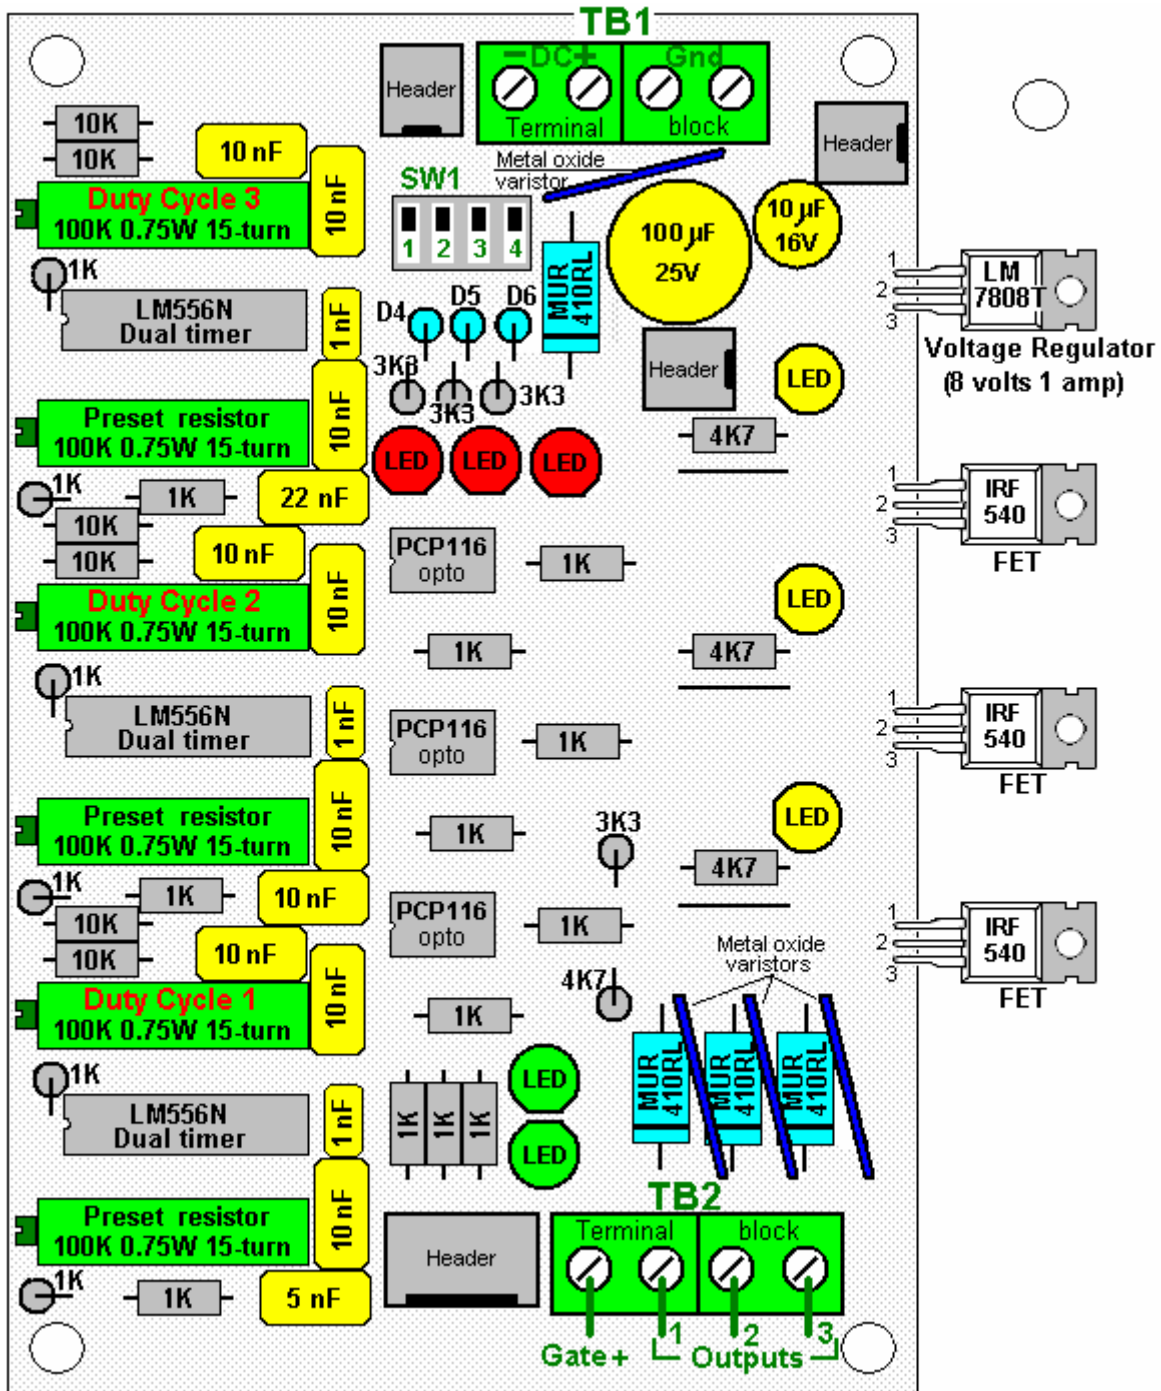 TB1
DC
Gnd
Terminal
block
Header
Header
10K
10K
10 nF
10 nF
Duty Cycle 3
100K 0.75W 15-turn
Metal oxide
varistor
SW1
1 2 3 4
100 µF
25V
10 µF
16V
MUR
410RL
1
2
3
LM
7808T
Voltage Regulator
(8 volts 1 amp)
1K
LM556N
Dual timer
1 nF
D4
D5
D6
3K3
3K3
3K3
Header
LED
4K7
Preset resistor
100K 0.75W 15-turn
10 nF
LED
LED
LED
1
2
3
IRF
540
FET
1K
1K
22 nF
10K
10K
10 nF
10 nF
PCP116
opto
1K
LED
Duty Cycle 2
100K 0.75W 15-turn
1K
4K7
1K
LM556N
Dual timer
1 nF
PCP116
opto
1K
1
2
3
IRF
540
FET
Preset resistor
100K 0.75W 15-turn
10 nF
1K
3K3
LED
4K7
1K
1K
10 nF
10K
10K
10 nF
10 nF
PCP116
opto
1K
1
2
3
IRF
540
FET
Metal oxide
varistors
Duty Cycle 1
100K 0.75W 15-turn
1K
4K7
MUR
410RL
MUR
410RL
MUR
410RL
1K
LM556N
Dual timer
1 nF
1K
1K
1K
LED
LED
Preset resistor
100K 0.75W 15-turn
10 nF
TB2
Terminal
block
Header
1K
1K
5 nF
1
2
3
Gate +
Outputs